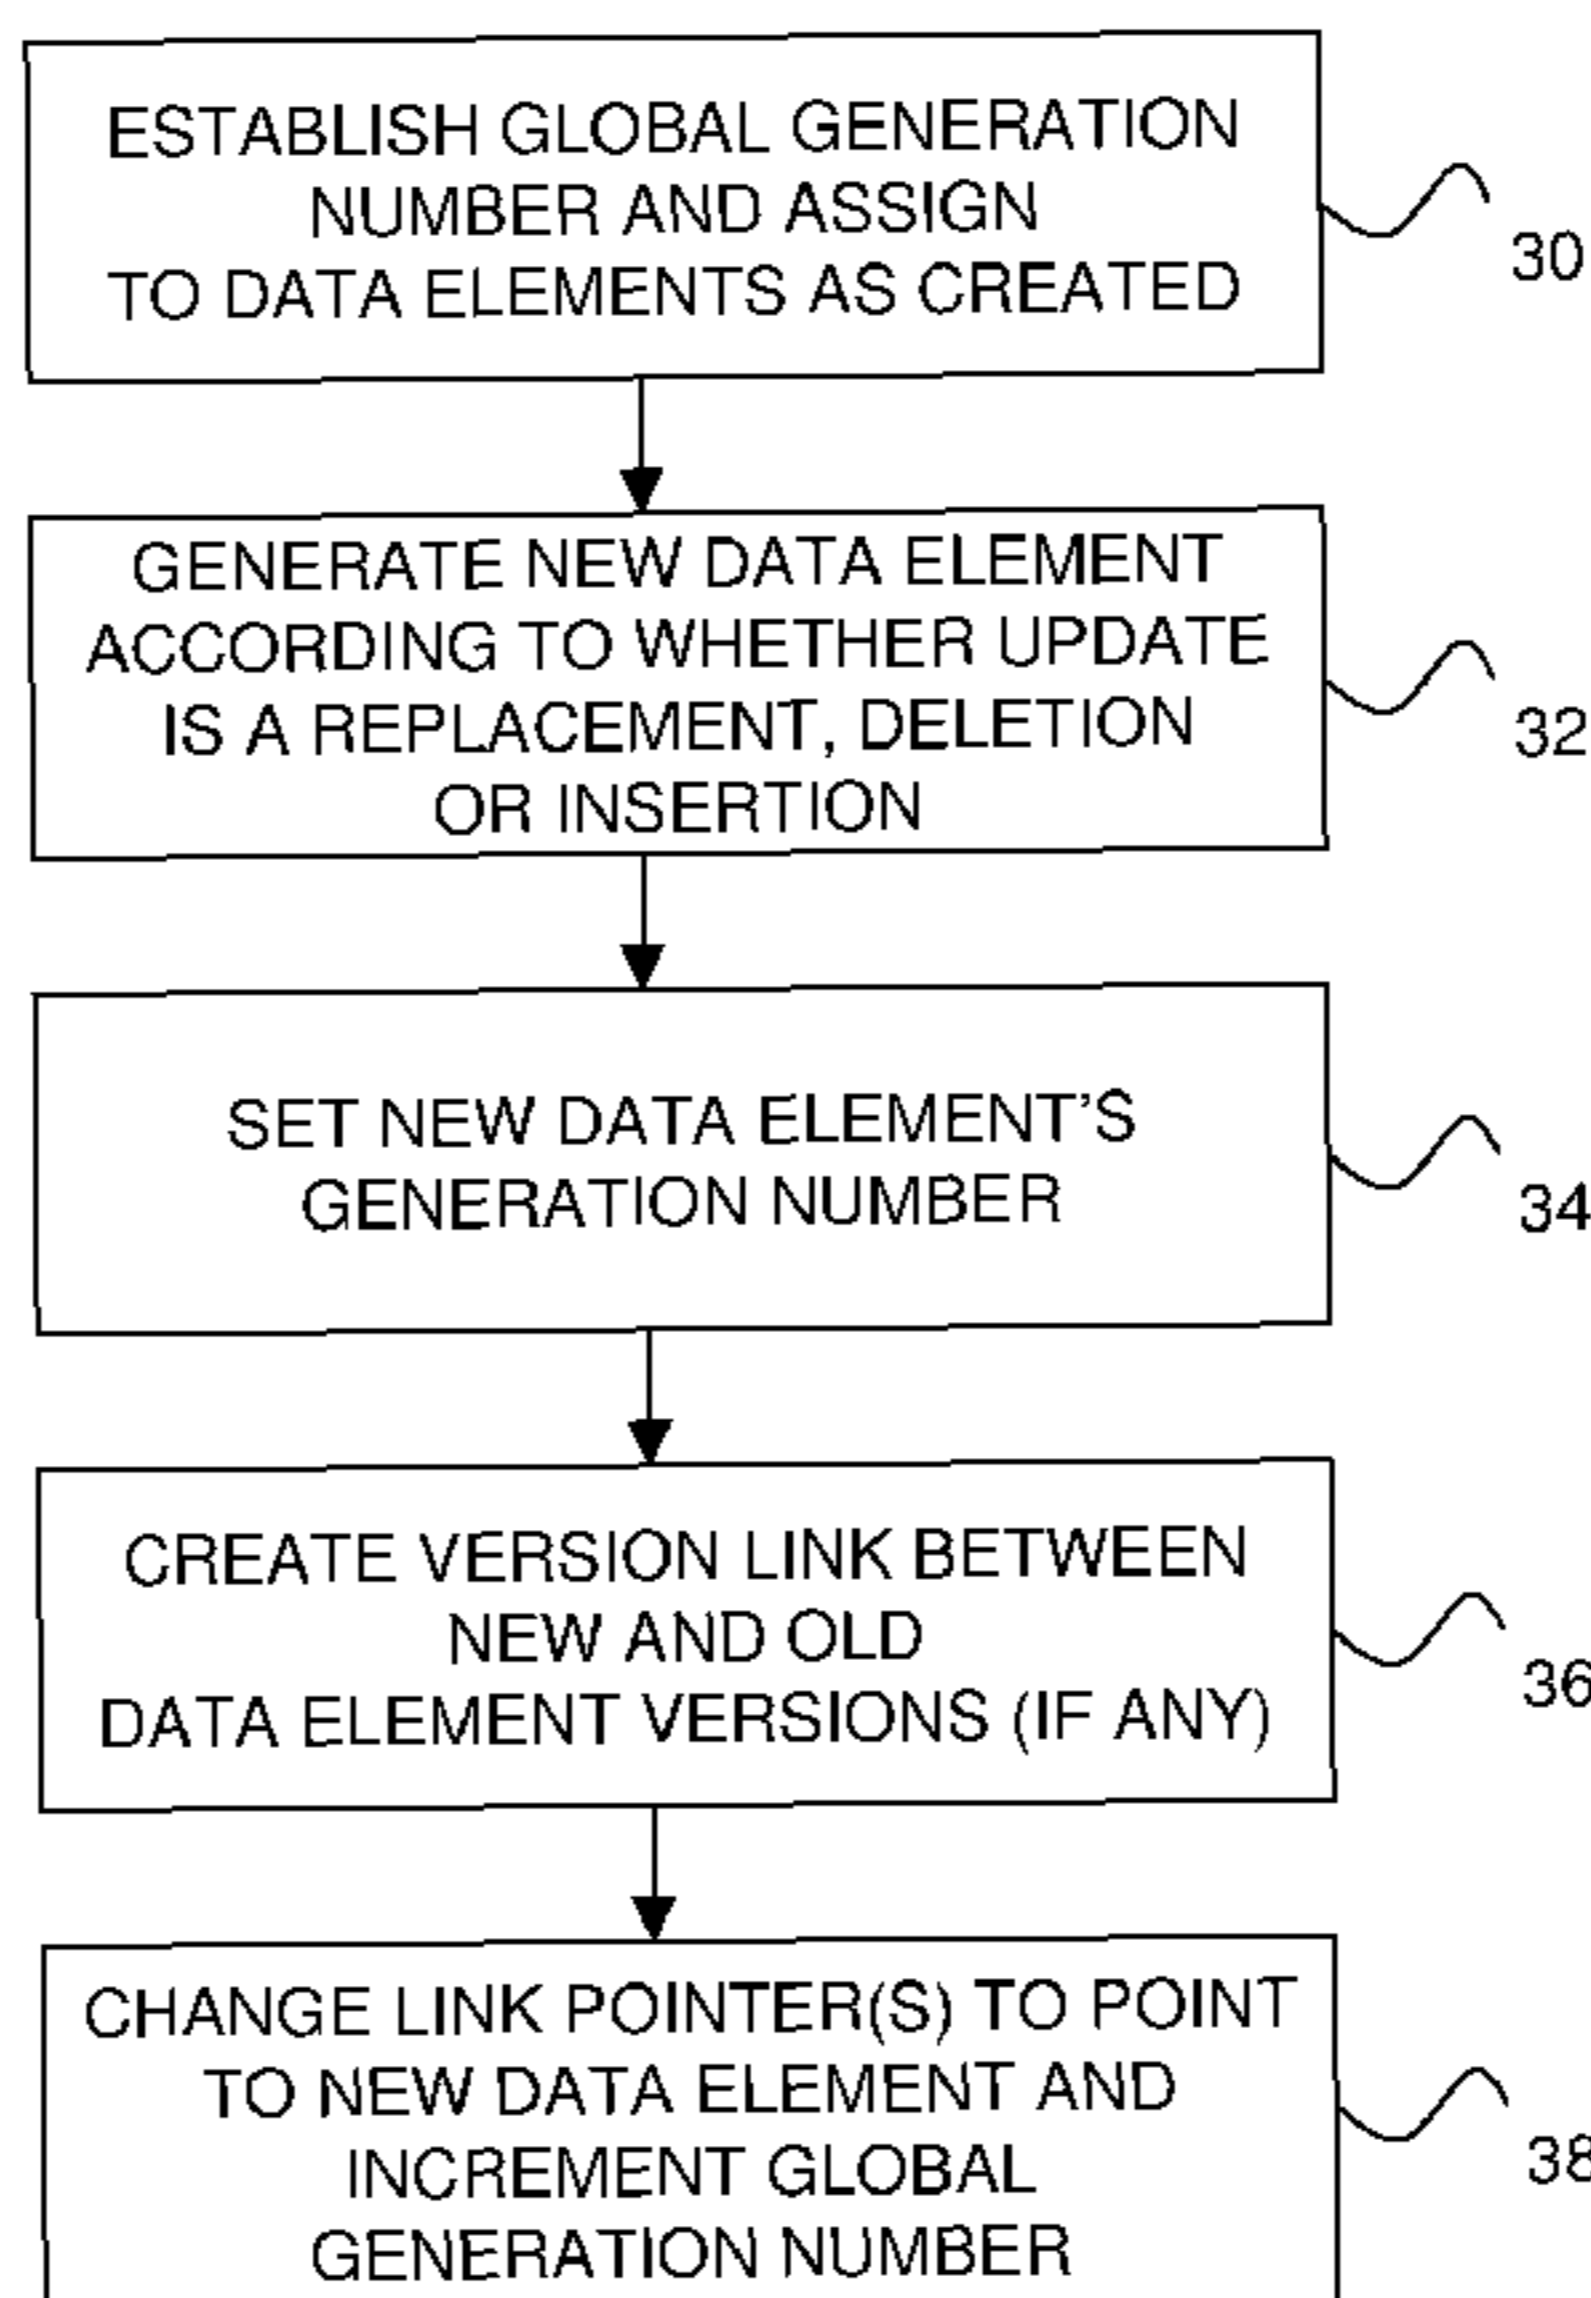 ESTABLISH GLOBAL GENERATION
NUMBER AND ASSIGN
TO DATA ELEMENTS AS CREATED
30
GENERATE NEW DATA ELEMENT
ACCORDING TO WHETHER UPDATE
IS A REPLACEMENT, DELETION
OR INSERTION
32
SET NEW DATA ELEMENT’S
GENERATION NUMBER
34
CREATE VERSION LINK BETWEEN
NEW AND OLD
DATA ELEMENT VERSIONS (IF ANY)
36
CHANGE LINK POINTER(S) TO POINT
TO NEW DATA ELEMENT AND
INCREMENT GLOBAL
GENERATION NUMBER
38